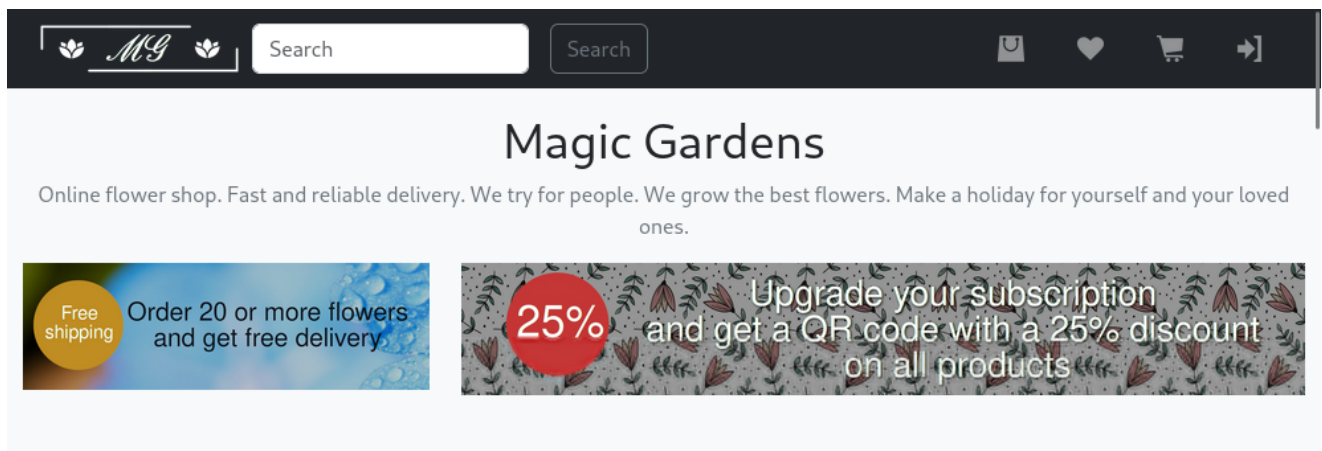 MG
Search
Search
Magic Gardens
Online flower shop. Fast and reliable delivery. We try for people. We grow the best flowers. Make a holiday for yourself and your loved
ones.
Free
shipping
Order 20 or more flowers
and get free delivery
25%
Upgrade your subscription
and get a QR code with a 25% discount
on all products